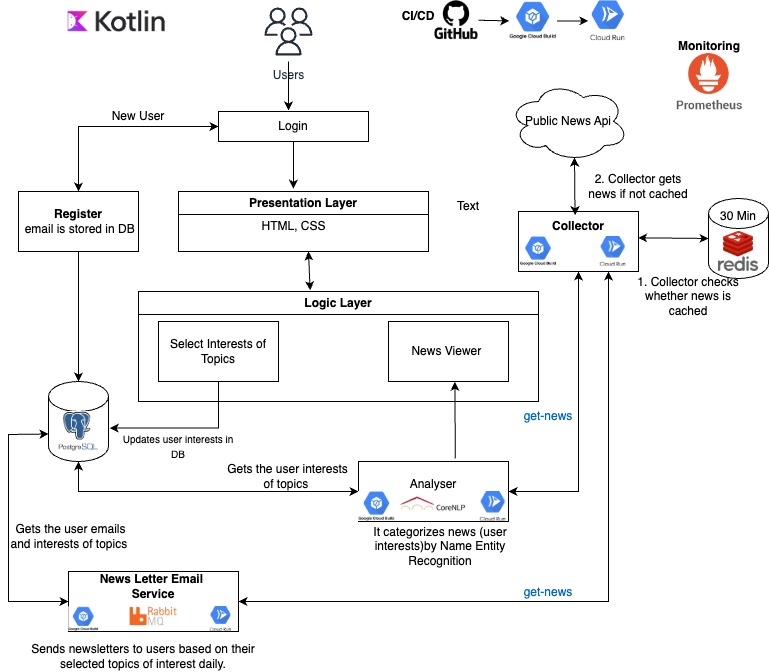 Kotlin
Users
CI/CD
GitHub
Google Cloud Build
Cloud Run
Monitoring
Prometheus
New User
Login
Public News Api
2. Collector gets
news if not cached
Register
email is stored in DB
Presentation Layer
HTML, CSS
Text
Collector
Google Cloud Build
Cloud Run
30 Min
redis
1. Collector checks
whether news is
cached
Logic Layer
Select Interests of
Topics
News Viewer
PostgreSQL
Updates user interests in
DB
get-news
Gets the user interests
of topics
Analyser
Google Cloud Build
CoreNLP
Cloud Run
It categorizes news (user
interests)by Name Entity
Recognition
Gets the user emails
and interests of topics
News Letter Email
Service
Google Cloud Build
RabbitMQ
Cloud Run
get-news
Sends newsletters to users based on their
selected topics of interest daily.